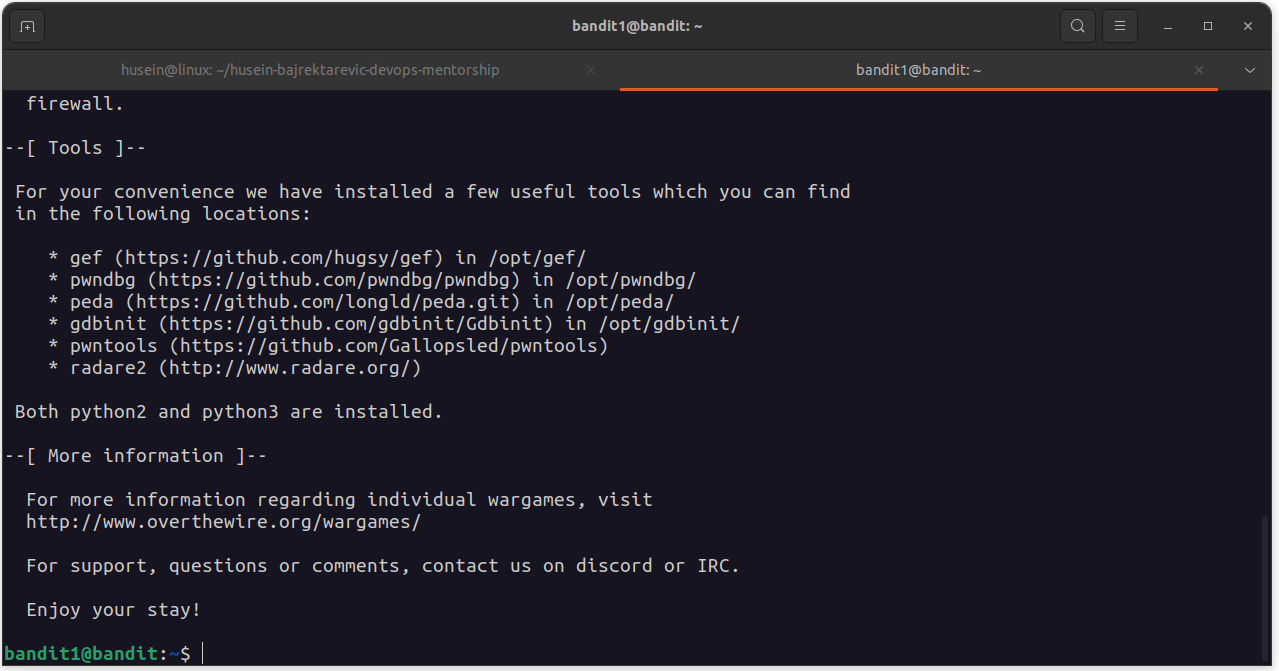 bandit1@bandit: ~
husein@linux: ~/husein-bajrektarevic-devops-mentorship
bandit1@bandit: ~
firewall.
--[ Tools ]--
For your convenience we have installed a few useful tools which you can find
in the following locations:
* gef (https://github.com/hugsy/gef) in /opt/gef/
* pwndbg (https://github.com/pwndbg/pwndbg) in /opt/pwndbg/
* peda (https://github.com/longld/peda.git) in /opt/peda/
* gdbinit (https://github.com/gdbinit/Gdbinit) in /opt/gdbinit/
* pwntools (https://github.com/Gallopsled/pwntools)
* radare2 (http://www.radare.org/)
Both python2 and python3 are installed.
--[ More information ]--
For more information regarding individual wargames, visit
http://www.overthewire.org/wargames/
For support, questions or comments, contact us on discord or IRC.
Enjoy your stay!
bandit1@bandit:~$